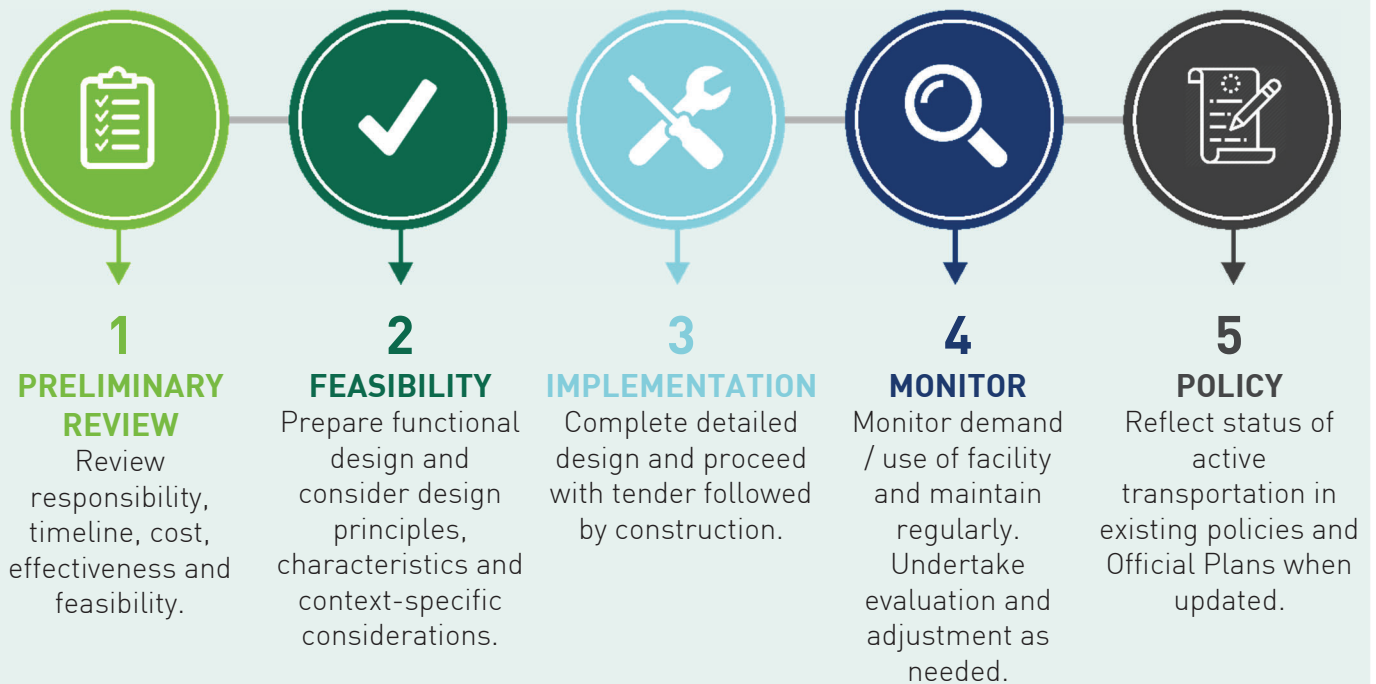 1
PRELIMINARY
REVIEW
Review
responsibility,
timeline, cost,
effectiveness and
feasibility.
2
FEASIBILITY
Prepare functional
design and
consider design
principles,
characteristics and
context-specific
considerations.
3
IMPLEMENTATION
Complete detailed
design and proceed
with tender followed
by construction.
4
MONITOR
Monitor demand
/ use of facility
and maintain
regularly.
Undertake
evaluation and
adjustment as
needed.
5
POLICY
Reflect status of
active
transportation in
existing policies and
Official Plans when
updated.